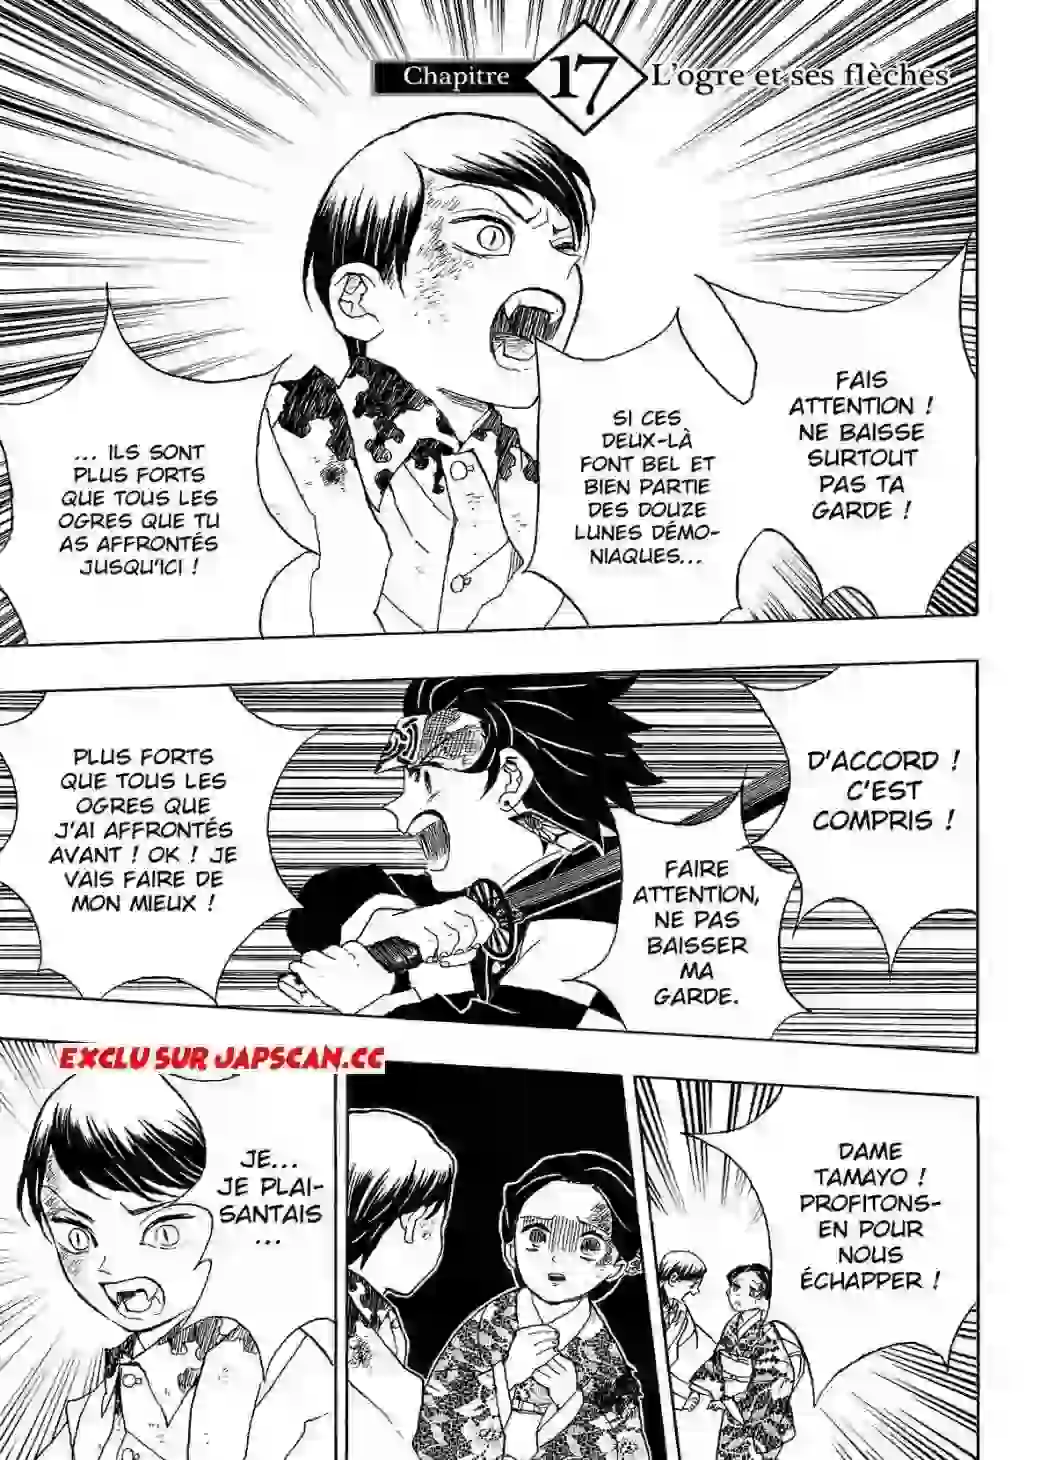 Chapitre 17 L'ogre et ses flèches
FAIS
ATTENTION !
NE BAISSE
SURTOUT
PAS TA
GARDE !
SI CES
DEUX-LÀ
FONT BEL ET
BIEN PARTIE
DES DOUZE
LUNES DÉMO-
NIAQUES...
... ILS SONT
PLUS FORTS
QUE TOUS LES
OGRES QUE TU
AS AFFRONTÉS
JUSQU'ICI !
D'ACCORD !
C'EST
COMPRIS !
FAIRE
ATTENTION,
NE PAS
BAISSER
MA
GARDE.
PLUS FORTS
QUE TOUS LES
OGRES QUE
J'AI AFFRONTÉS
AVANT ! OK ! JE
VAIS FAIRE DE
MON MIEUX !
EXCLU SUR JAPSCAN.CC
DAME
TAMAYO !
PROFITONS-
EN POUR
NOUS
ÉCHAPPER !
JE...
JE PLAI-
SANTAIS
...